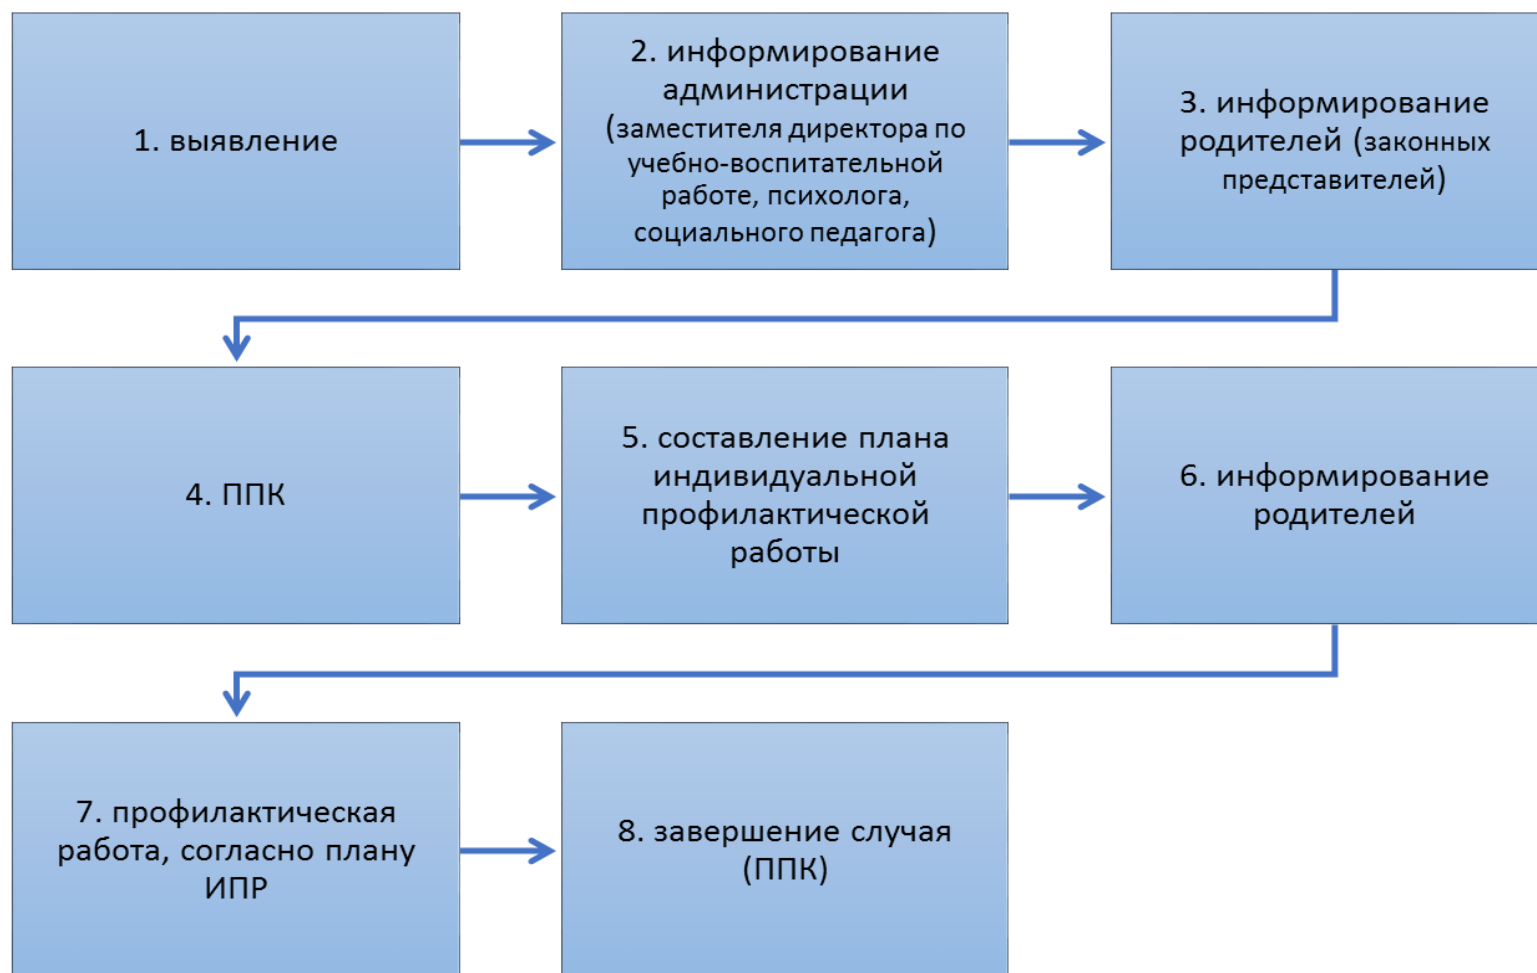 1. выявление
2. информирование
администрации
(заместителя директора по
учебно-воспитательной
работе, психолога,
социального педагога)
3. информирование
родителей (законных
представителей)
4. ППК
5. составление плана
индивидуальной
профилактической
работы
6. информирование
родителей
7. профилактическая
работа, согласно плану
ИПР
8. завершение случая
(ППК)